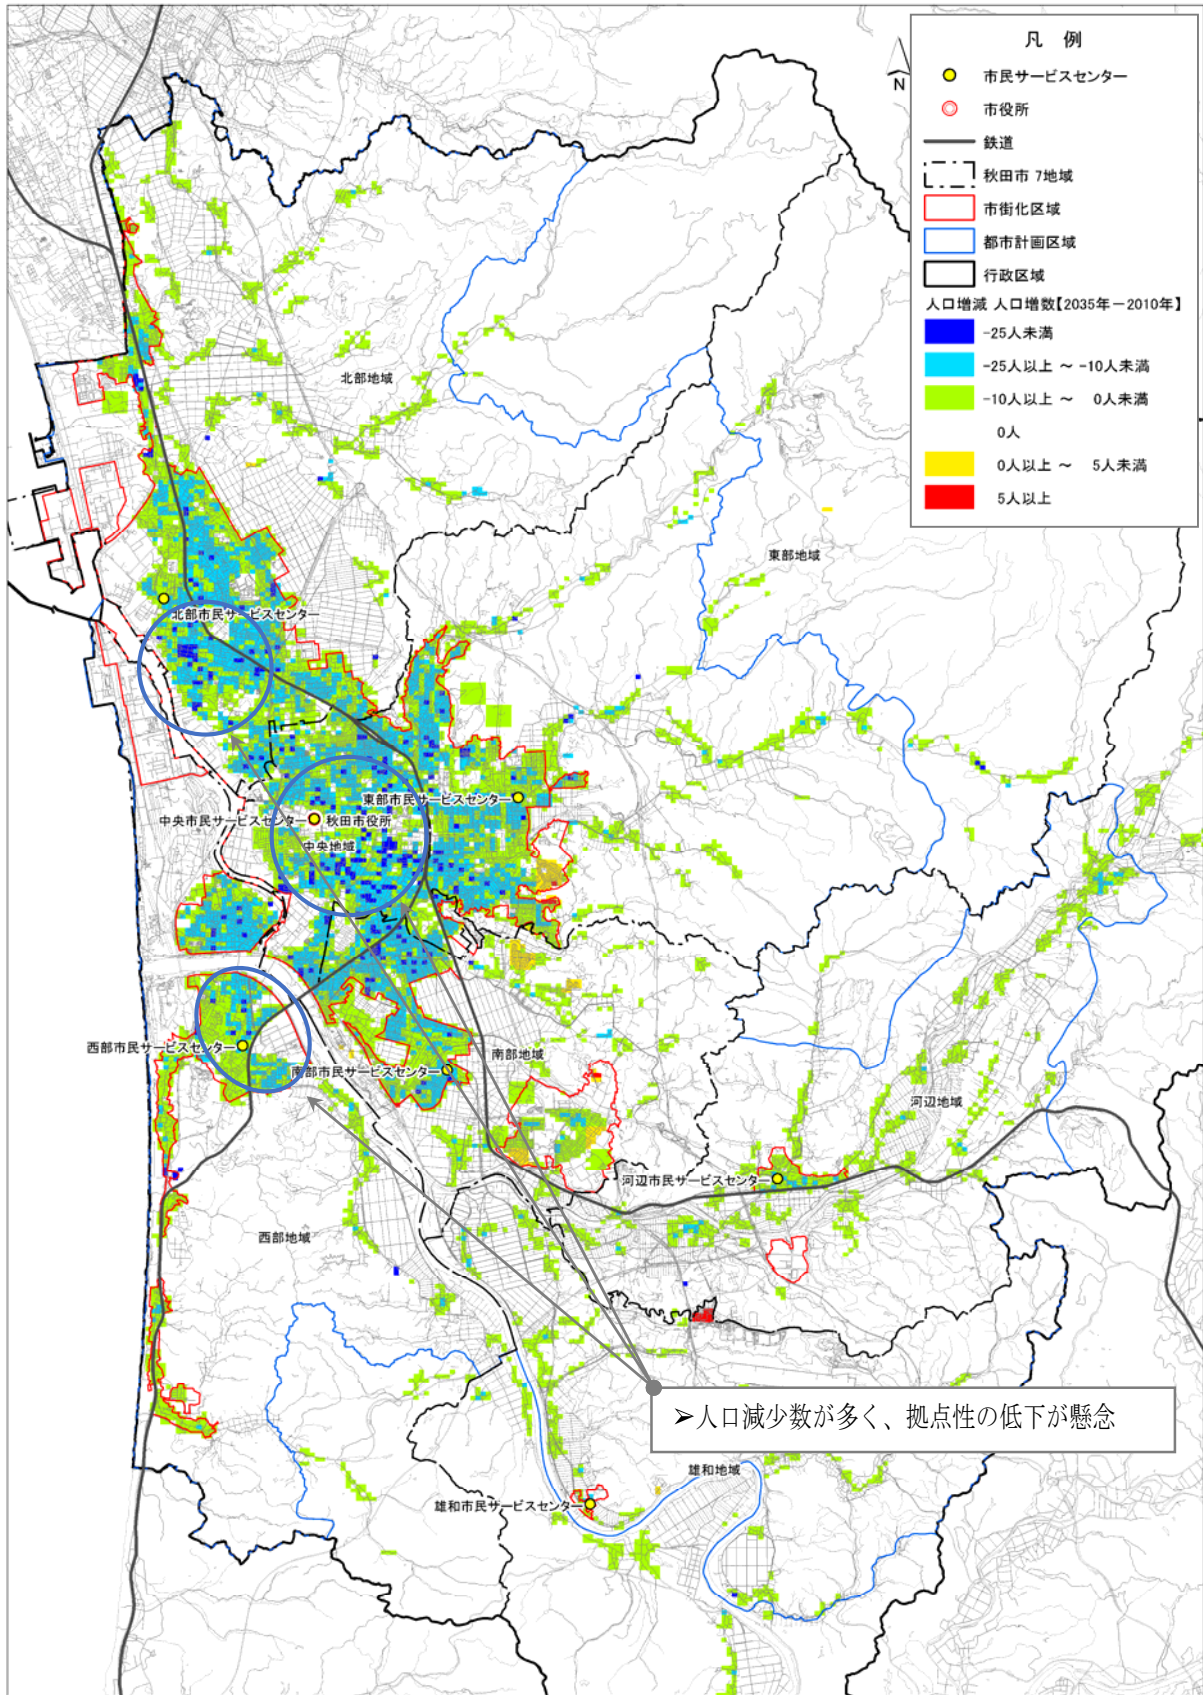 凡 例
市民サービスセンター
市役所
鉄道
秋田市 7地域
市街化区域
都市計画区域
行政区域
人口増減 人口増数【2035年－2010年】
-25人未満
-25人以上 ～ -10人未満
-10人以上 ～ 0人未満
0人
0人以上 ～ 5人未満
5人以上
N
北部地域
東部地域
北部市民サービスセンター
東部市民サービスセンター
中央市民サービスセンター
秋田市役所
中央地域
西部市民サービスセンター
南部市民サービスセンター
南部地域
河辺地域
河辺市民サービスセンター
西部地域
➢人口減少数が多く、拠点性の低下が懸念
雄和地域
雄和市民サービスセンター